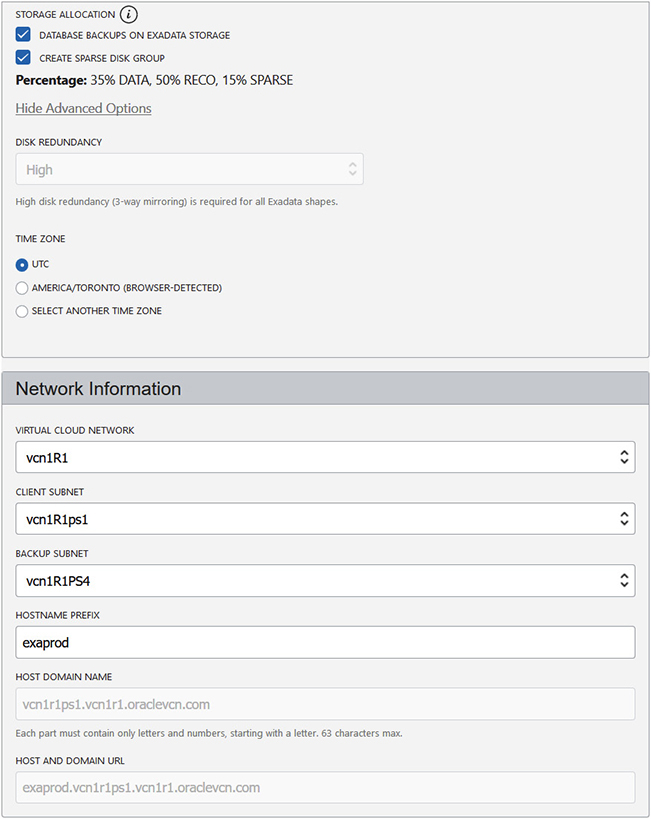 STORAGE ALLOCATION i
DATABASE BACKUPS ON EXADATA STORAGE
CREATE SPARSE DISK GROUP
Percentage: 35% DATA, 50% RECO, 15% SPARSE
Hide Advanced Options
DISK REDUNDANCY
High
High disk redundancy (3-way mirroring) is required for all Exadata shapes.
TIME ZONE
UTC
AMERICA/TORONTO (BROWSER-DETECTED)
SELECT ANOTHER TIME ZONE
Network Information
VIRTUAL CLOUD NETWORK
vcn1R1
CLIENT SUBNET
vcn1R1ps1
BACKUP SUBNET
vcn1R1PS4
HOSTNAME PREFIX
exaprod
HOST DOMAIN NAME
vcn1r1ps1.vcn1r1.oraclevcn.com
Each part must contain only letters and numbers, starting with a letter. 63 characters max.
HOST AND DOMAIN URL
exaprod.vcn1r1ps1.vcn1r1.oraclevcn.com